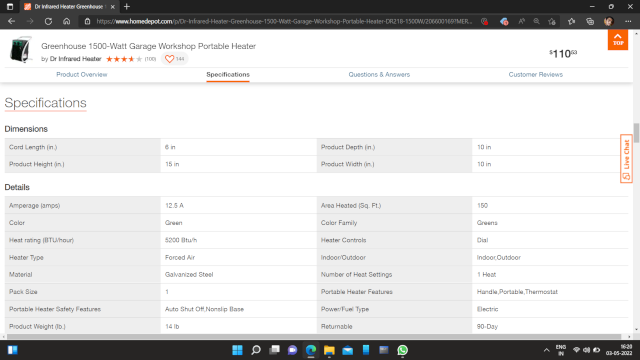 Dr Infrared Heater Greenhouse
https://www.homedepot.com/p/Dr-Infrared-Heater-Greenhouse-1500-Watt-Garage-Workshop-Portable-Heater-DR218-1500W/206600169?MER...
Greenhouse 1500-Watt Garage Workshop Portable Heater
by Dr Infrared Heater (100) 144
$110 63
TOP
Product Overview Specifications Questions & Answers Customer Reviews
Specifications
Dimensions
Cord Length (in.) 6 in Product Depth (in.) 10 in
Product Height (in.) 15 in Product Width (in.) 10 in
Live Chat
Details
Amperage (amps) 12.5 A Area Heated (Sq. Ft.) 150
Color Green Color Family Greens
Heat rating (BTU/hour) 5200 Btu/h Heater Controls Dial
Heater Type Forced Air Indoor/Outdoor Indoor,Outdoor
Material Galvanized Steel Number of Heat Settings 1 Heat
Pack Size 1 Portable Heater Features Handle,Portable,Thermostat
Portable Heater Safety Features Auto Shut Off,Nonslip Base Power/Fuel Type Electric
Product Weight (lb.) 14 lb Returnable 90-Day
ENG
IN
16:20
03-05-2022